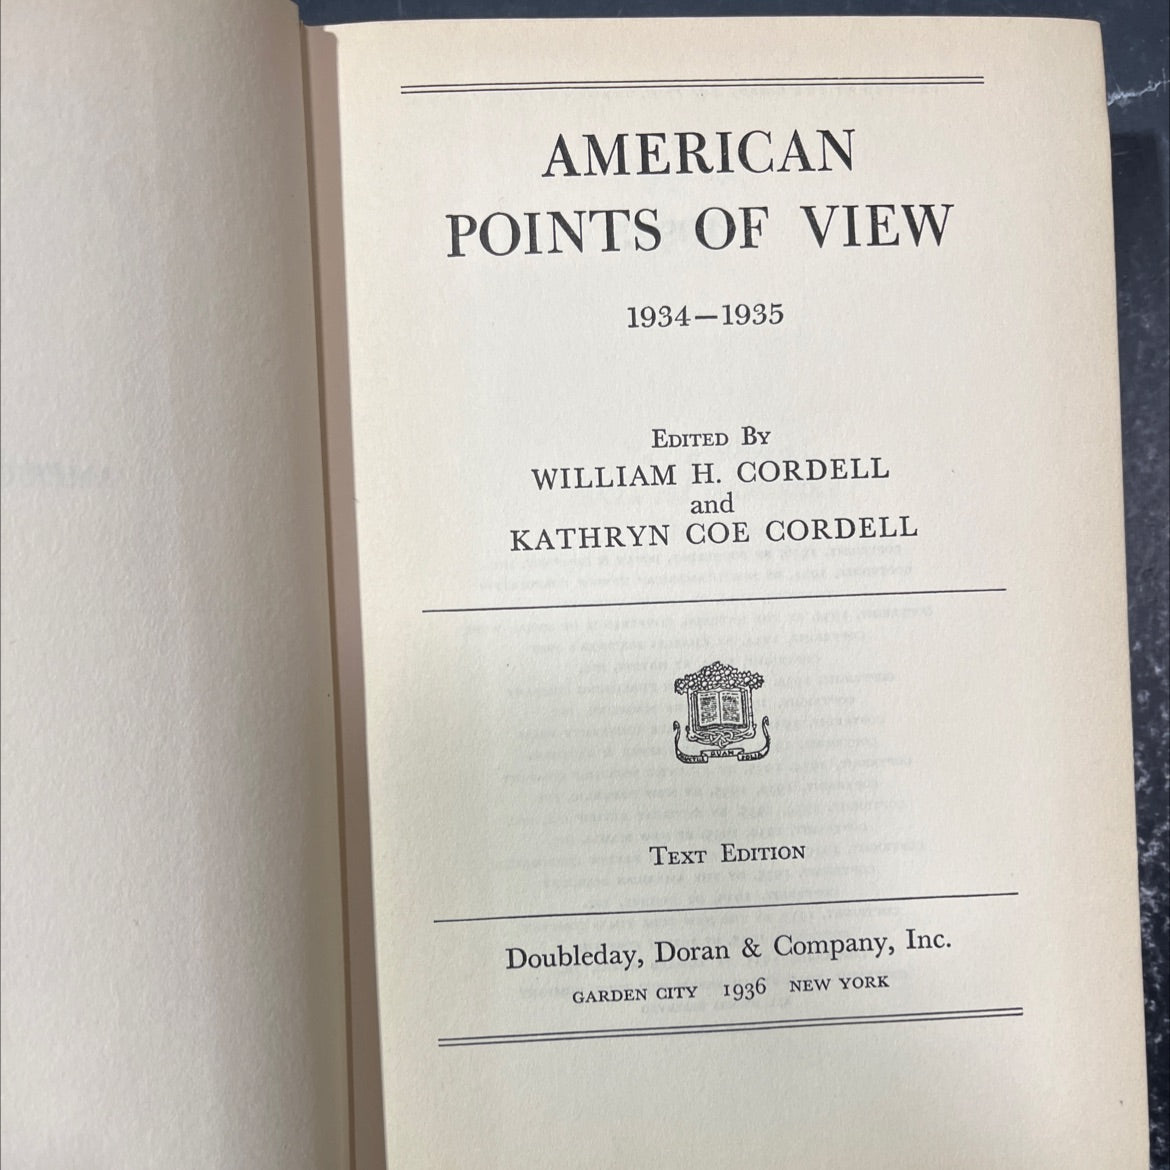 AMERICAN
POINTS OF VIEW
1934—1935
EDITED BY
WILLIAM H. CORDELL
and
KATHRYN COE CORDELL
TEXT EDITION
Doubleday, Doran & Company, Inc.
GARDEN CITY 1936 NEW YORK